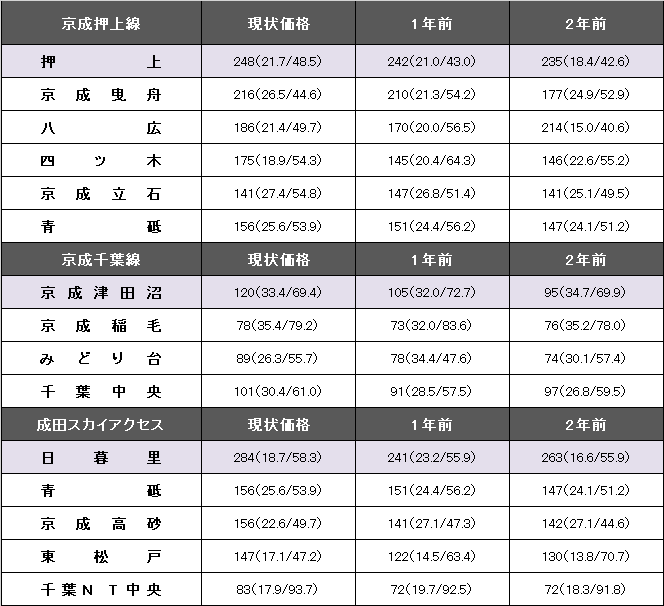 京成押上線 現状価格 1年前 2年前
押上 248(21.7/48.5) 242(21.0/43.0) 235(18.4/42.6)
京成曳舟 216(26.5/44.6) 210(21.3/54.2) 177(24.9/52.9)
八広 186(21.4/49.7) 170(20.0/56.5) 214(15.0/40.6)
四ツ木 175(18.9/54.3) 145(20.4/64.3) 146(22.6/55.2)
京成立石 141(27.4/54.8) 147(26.8/51.4) 141(25.1/49.5)
青砥 156(25.6/53.9) 151(24.4/56.2) 147(24.1/51.2)
京成千葉線 現状価格 1年前 2年前
京成津田沼 120(33.4/69.4) 105(32.0/72.7) 95(34.7/69.9)
京成稲毛 78(35.4/79.2) 73(32.0/83.6) 76(35.2/78.0)
みどり台 89(26.3/55.7) 78(34.4/47.6) 74(30.1/57.4)
千葉中央 101(30.4/61.0) 91(28.5/57.5) 97(26.8/59.5)
成田スカイアクセス 現状価格 1年前 2年前
日暮里 284(18.7/58.3) 241(23.2/55.9) 263(16.6/55.9)
青砥 156(25.6/53.9) 151(24.4/56.2) 147(24.1/51.2)
京成高砂 156(22.6/49.7) 141(27.1/47.3) 142(27.1/44.6)
東松戸 147(17.1/47.2) 122(14.5/63.4) 130(13.8/70.7)
千葉NT中央 83(17.9/93.7) 72(19.7/92.5) 72(18.3/91.8)